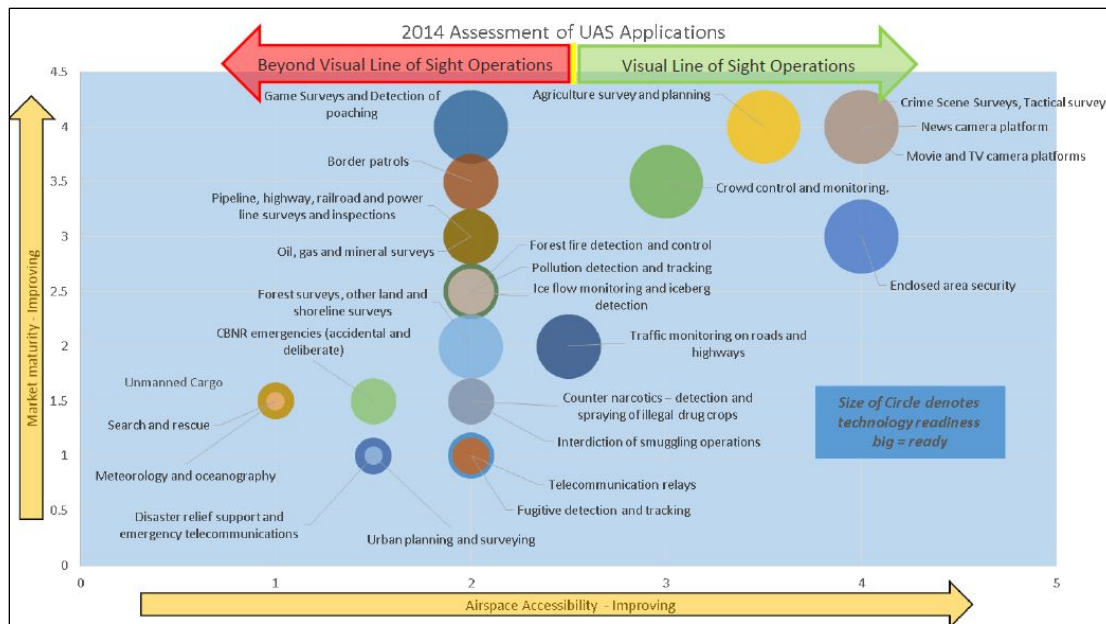 2014 Assessment of UAS Applications
Beyond Visual Line of Sight Operations
Visual Line of Sight Operations
4.5
4
3.5
3
2.5
2
1.5
1
0.5
0
Market maturity - Improving
Game Surveys and Detection of
poaching
Agriculture survey and planning
Crime Scene Surveys, Tactical survey
News camera platform
Movie and TV camera platforms
Border patrols
Crowd control and monitoring.
Pipeline, highway, railroad and power
line surveys and inspections
Oil, gas and mineral surveys
Forest fire detection and control
Pollution detection and tracking
Ice flow monitoring and iceberg
detection
Enclosed area security
Forest surveys, other land and
shoreline surveys
CBNR emergencies (accidental and
deliberate)
Traffic monitoring on roads and
highways
Unmanned Cargo
Search and rescue
Meteorology and oceanography
Counter narcotics – detection and
spraying of illegal drug crops
Interdiction of smuggling operations
Size of Circle denotes
technology readiness
big = ready
Telecommunication relays
Fugitive detection and tracking
Disaster relief support and
emergency telecommunications
Urban planning and surveying
0
1
2
3
4
5
Airspace Accessibility - Improving